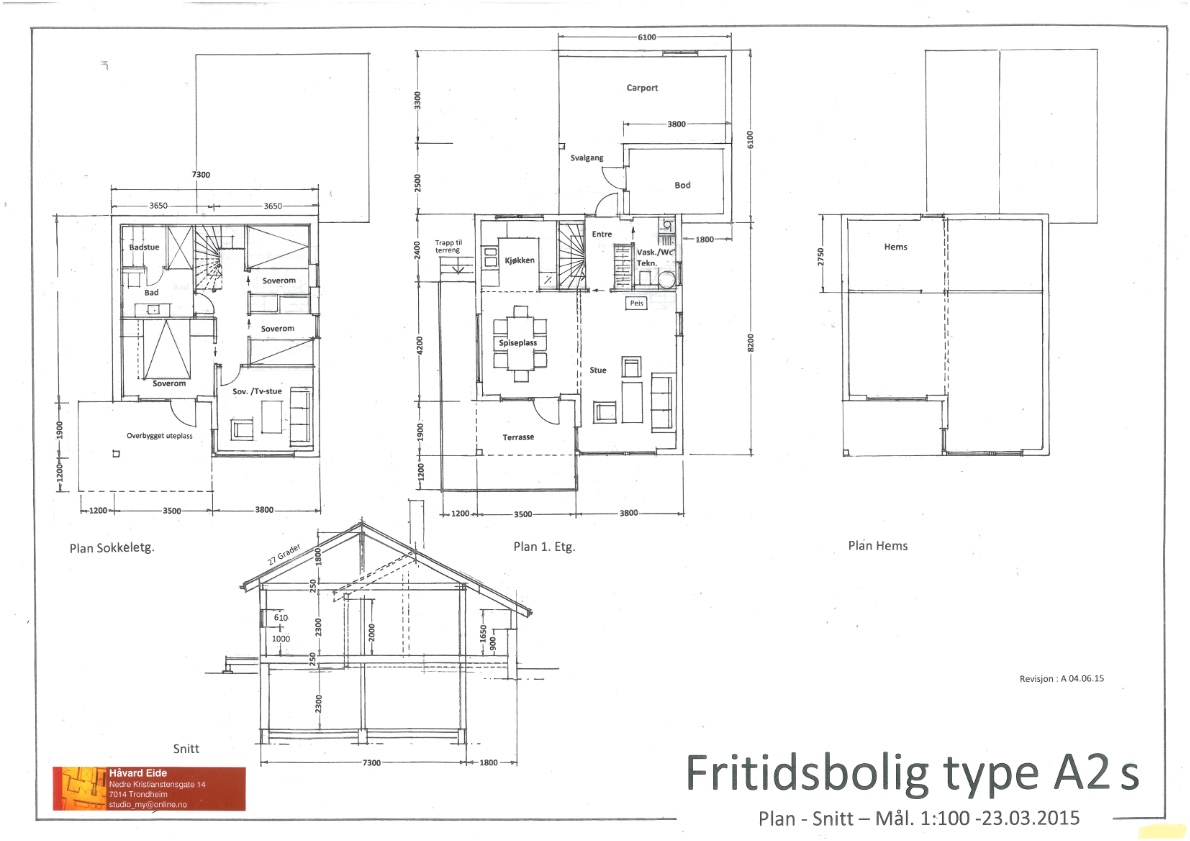 7300
3650
3650
Badstue
Bad
Soverom
Soverom
Soverom
Sov. /Tv-stue
Overbygget uteplass
1900
1200
1200
3500
3800
Plan Sokkeletg.
6100
Carport
3800
Svalgang
Bod
3300
2500
2400
4200
1900
1200
6100
1800
8200
Trapp til
terreng
Kjøkken
Entre
Vask./Wc
Tekn.
Peis
Spiseplass
Stue
Terrasse
1200
3500
3800
Plan 1. Etg.
2750
Hems
Plan Hems
27 Grader
1800
250
610
1000
2300
2000
1650
900
250
2300
7300
1800
Snitt
Revisjon : A 04.06.15
Håvard Eide
Nedre Kristianstensgate 14
7014 Trondheim
studio_my@online.no
Fritidsbolig type A2 s
Plan - Snitt – Mål. 1:100 -23.03.2015